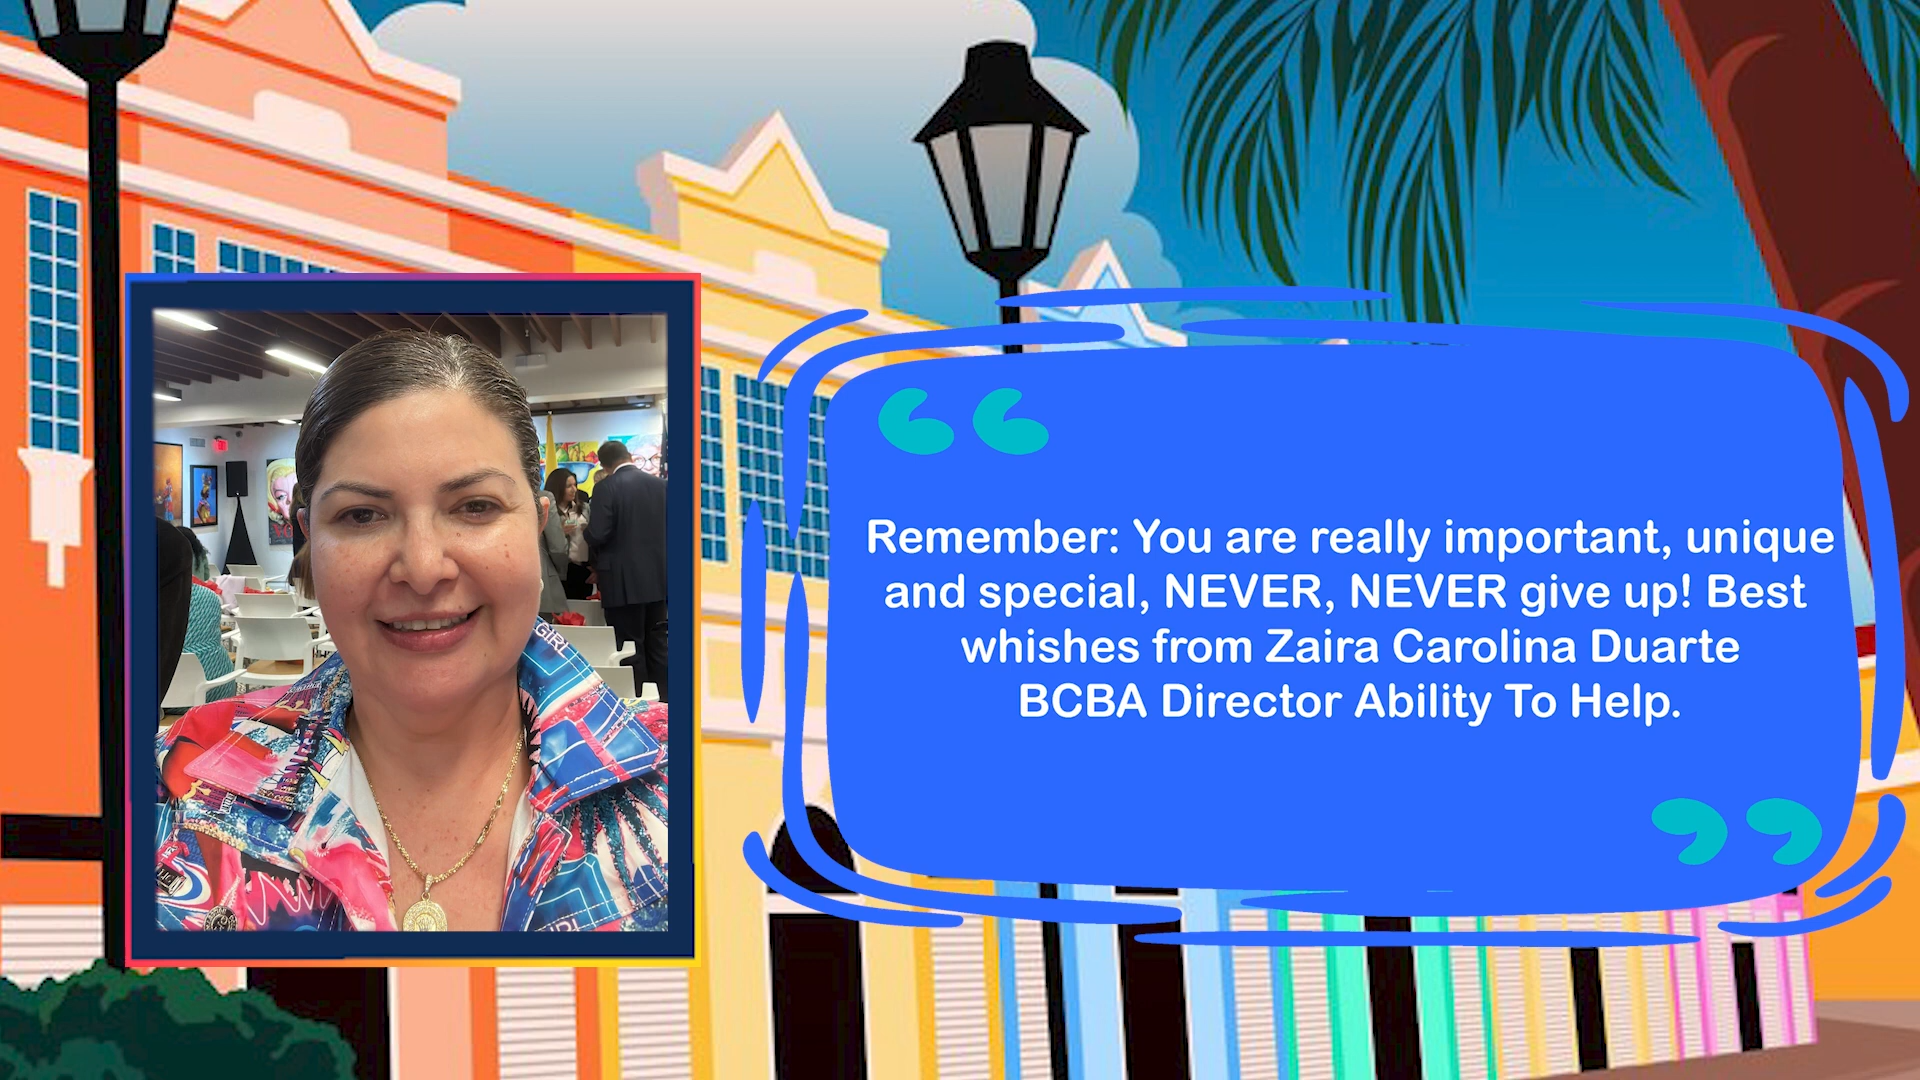 Remember: You are really important, unique
and special, NEVER, NEVER give up! Best
whishes from Zaira Carolina Duarte
BCBA Director Ability To Help.
GIRL